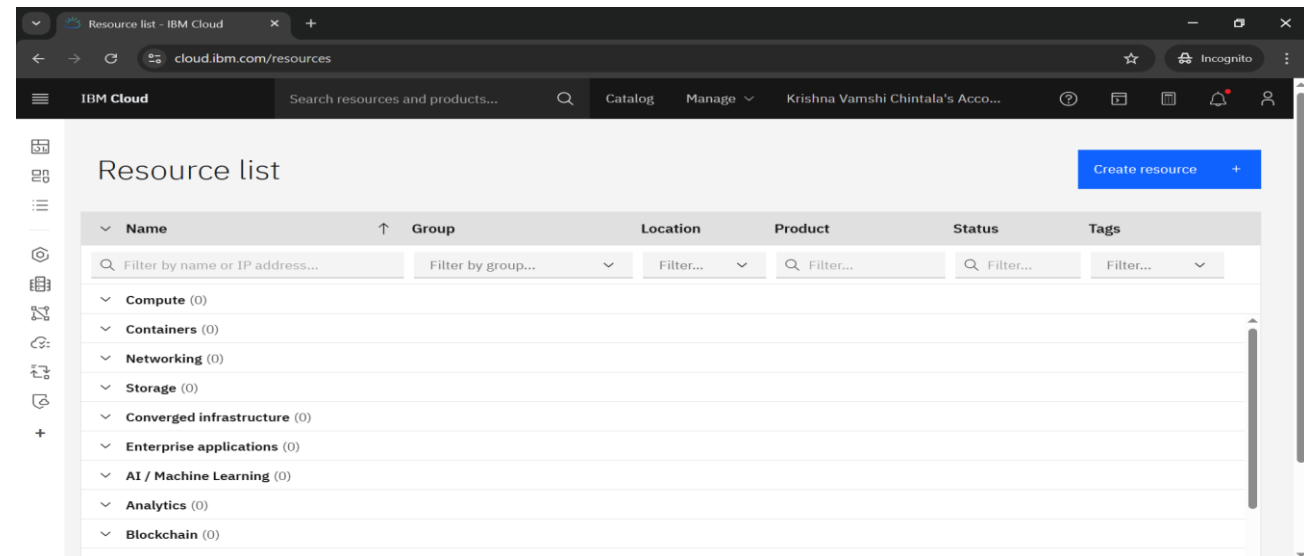 Resource list - IBM Cloud
cloud.ibm.com/resources
Incognito
IBM Cloud Search resources and products... Catalog Manage Krishna Vamshi Chintala's Acco...
Resource list
Create resource +
Name Group Location Product Status Tags
Filter by name or IP address... Filter by group... Filter... Filter... Filter... Filter...
Compute (0)
Containers (0)
Networking (0)
Storage (0)
Converged infrastructure (0)
Enterprise applications (0)
AI / Machine Learning (0)
Analytics (0)
Blockchain (0)